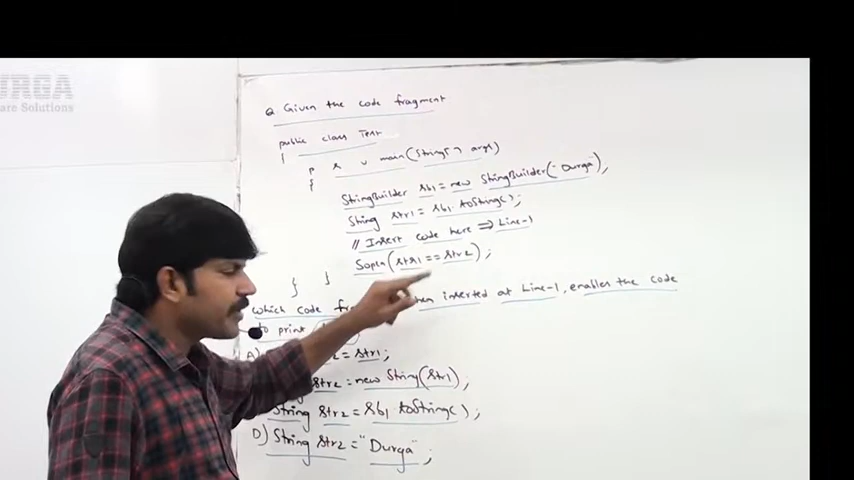 URGA
are Solutions
Q Given the code fragment
public class Test
{
p s v main(String[] args)
{
StringBuilder sb1 = new StringBuilder("Durga");
String str1 = sb1.toString();
// Insert code here ⇒ Line-1
Sopln(str1 == str2);
}
}
which code fr hen inserted at Line-1, enables the code
to print
A) 2 = str1;
str2 = new String(str1);
String str2 = sb1.toString();
D) String str2 = "Durga";